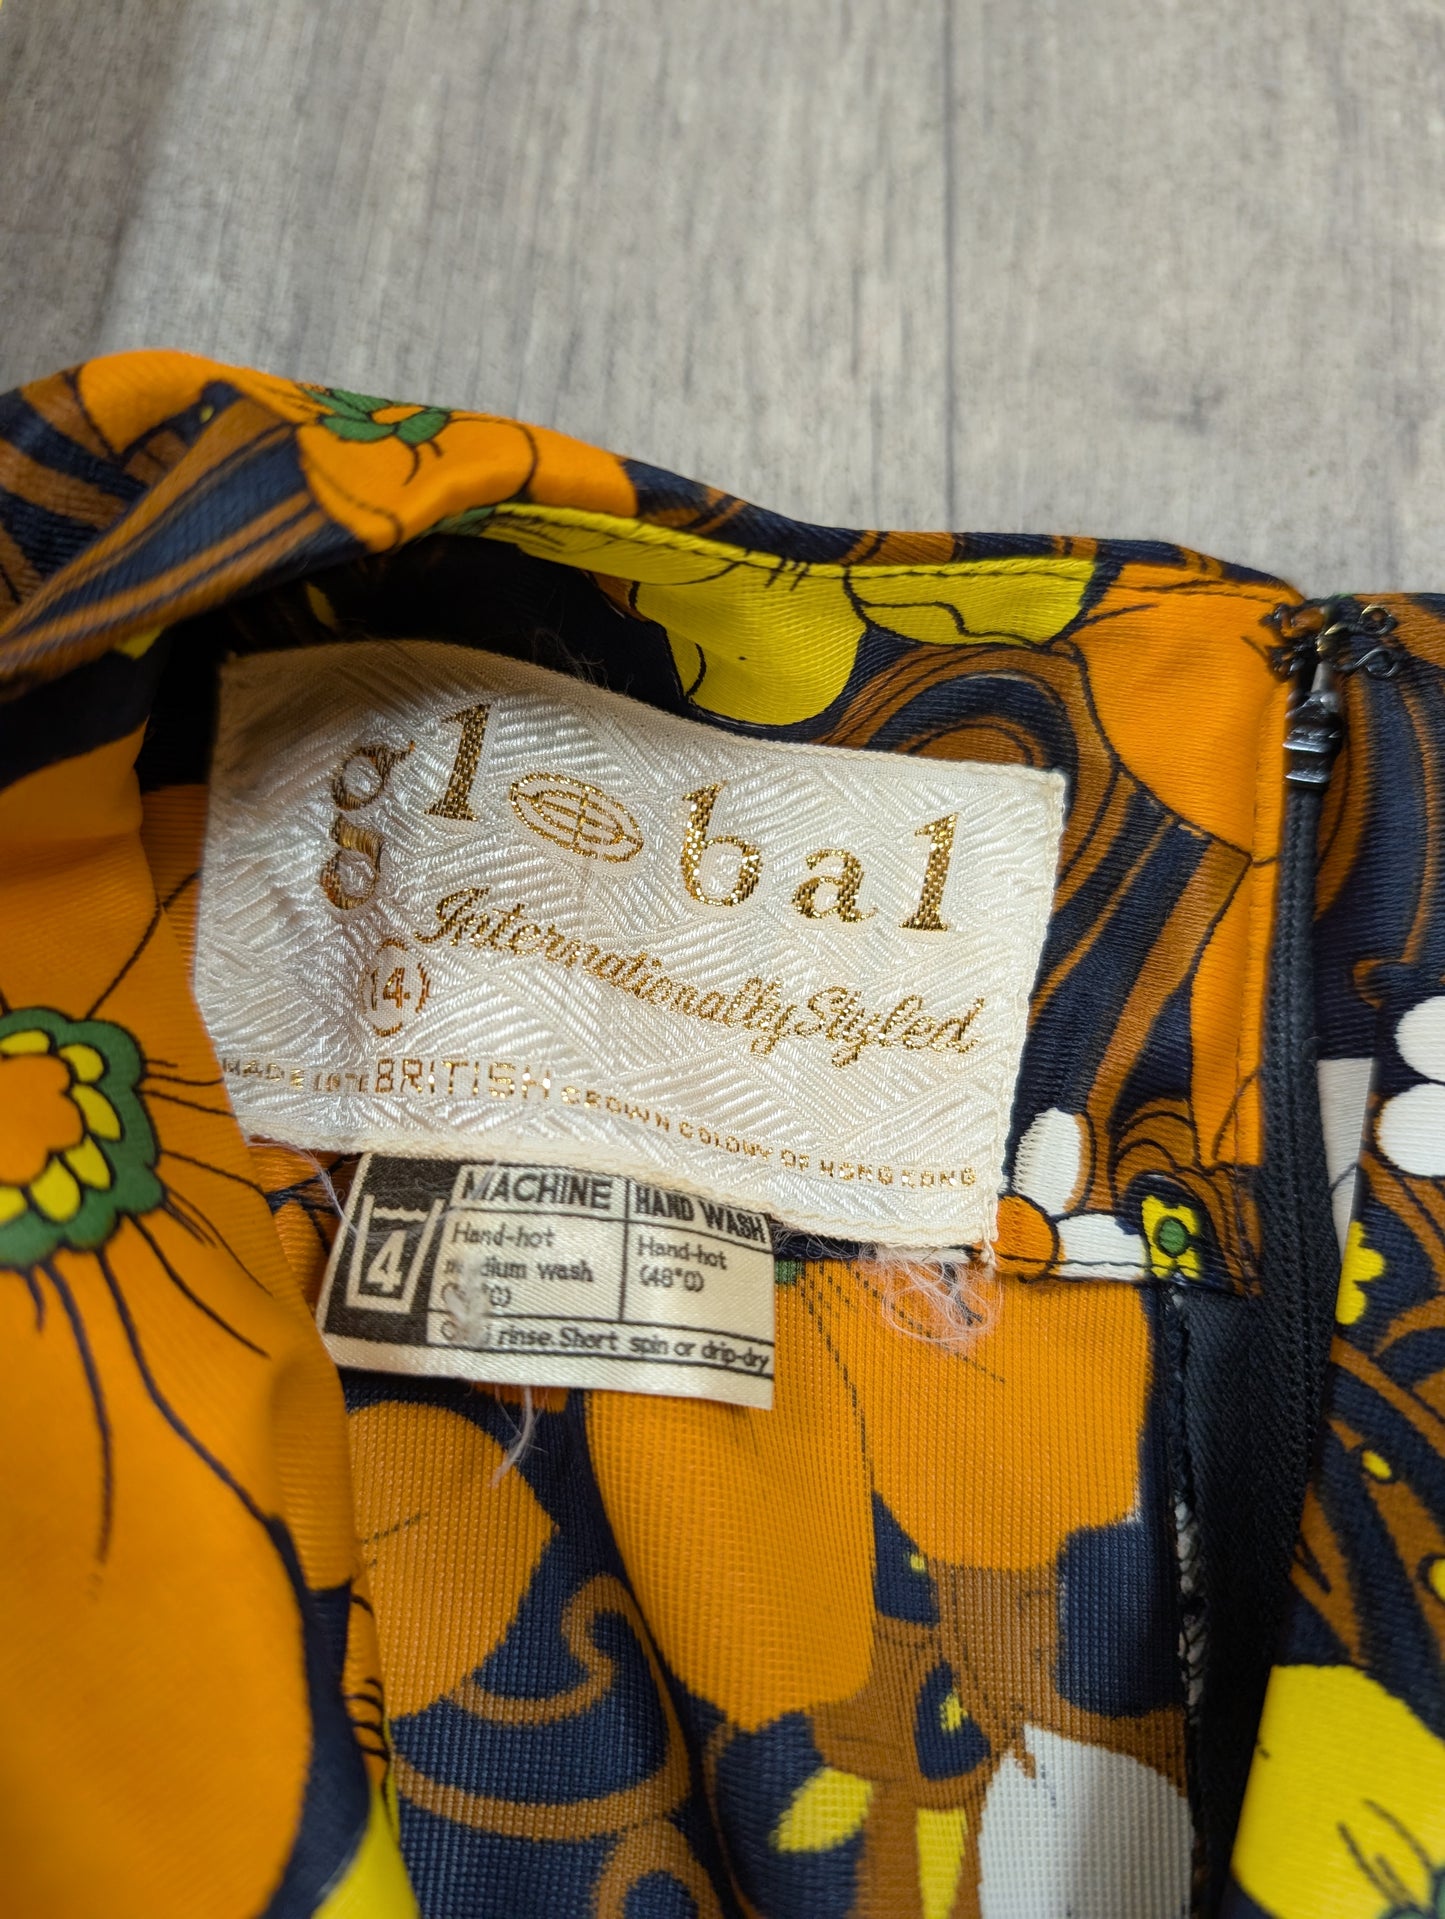 global
Internationally Styled
14
MADE IN THE BRITISH CROWN COLONY OF HONG KONG
4
MACHINE
Hand-hot
medium wash
HAND WASH
Hand-hot
(48°C)
rinse. Short spin or drip-dry